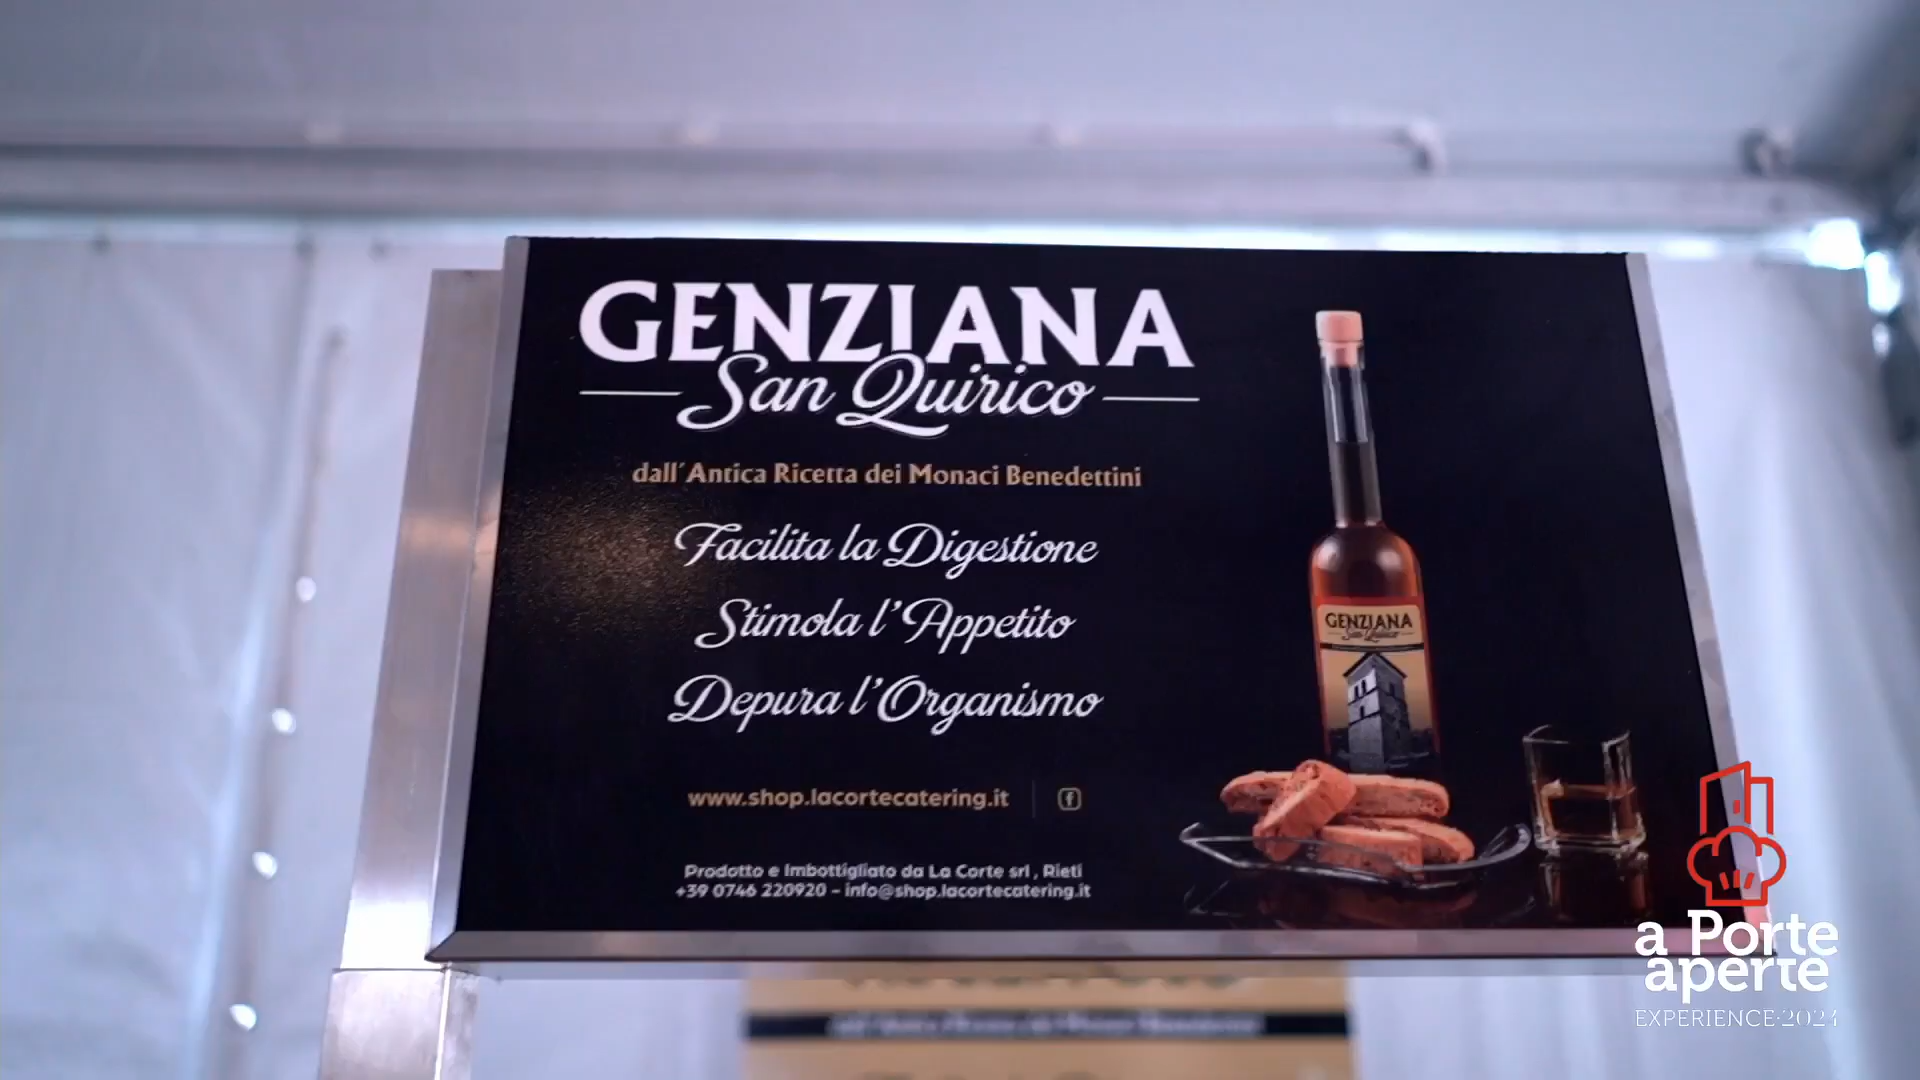 GENZIANA
San Quirico
dall'Antica Ricetta dei Monaci Benedettini
Facilita la Digestione
Stimola l'Appetito
Depura l'Organismo
www.shop.lacortecatering.it
Prodotto e Imbottigliato da La Corte srl, Rieti
+39 0746 220920 - info@shop.lacortecatering.it
GENZIANA
San Quirico
a Porte
aperte
EXPERIENCE·2024